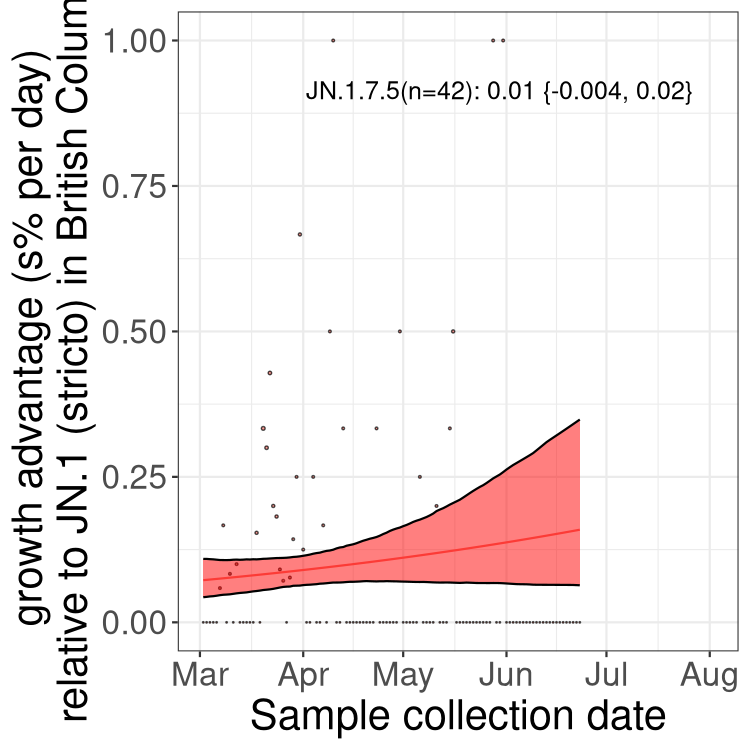 growth advantage (s% per day)
relative to JN.1 (stricto) in British Colum
1.00
0.75
0.50
0.25
0.00
JN.1.7.5(n=42): 0.01 {-0.004, 0.02}
Mar Apr May Jun Jul Aug
Sample collection date